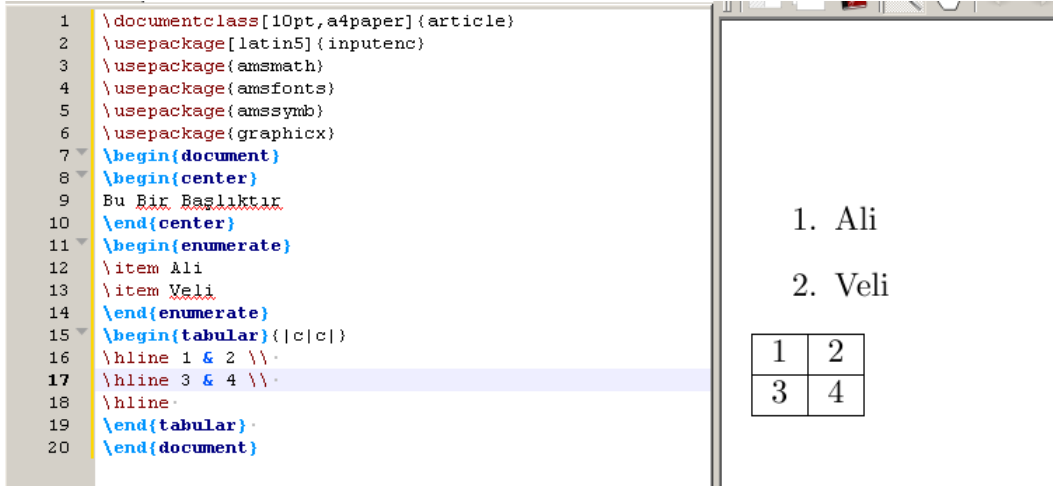 1 \documentclass[10pt,a4paper]{article}
2 \usepackage[latin5]{inputenc}
3 \usepackage{amsmath}
4 \usepackage{amsfonts}
5 \usepackage{amssymb}
6 \usepackage{graphicx}
7 \begin{document}
8 \begin{center}
9 Bu Bir Başlıktır
10 \end{center}
11 \begin{enumerate}
12 \item Ali
13 \item Veli
14 \end{enumerate}
15 \begin{tabular}{|c|c|}
16 \hline 1 & 2 \\
17 \hline 3 & 4 \\
18 \hline
19 \end{tabular}
20 \end{document}
1. Ali
2. Veli
1 2
3 4